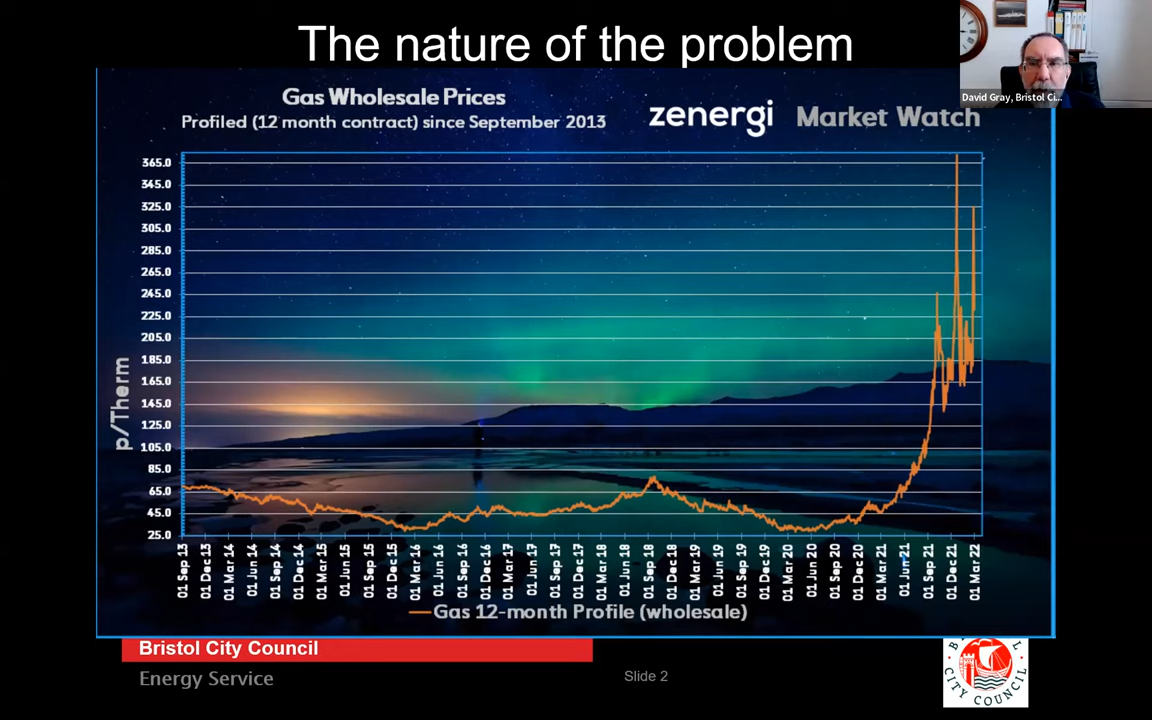 The nature of the problem
David Gray, Bristol Ci...
Gas Wholesale Prices
Profiled (12 month contract) since September 2013
zenergi Market Watch
p/Therm
365.0
345.0
325.0
305.0
285.0
265.0
245.0
225.0
205.0
185.0
165.0
145.0
125.0
105.0
85.0
65.0
45.0
25.0
01 Sep 13
01 Dec 13
01 Mar 14
01 Jun 14
01 Sep 14
01 Dec 14
01 Mar 15
01 Jun 15
01 Sep 15
01 Dec 15
01 Mar 16
01 Jun 16
01 Sep 16
01 Dec 16
01 Mar 17
01 Jun 17
01 Sep 17
01 Dec 17
01 Mar 18
01 Jun 18
01 Sep 18
01 Dec 18
01 Mar 19
01 Jun 19
01 Sep 19
01 Dec 19
01 Mar 20
01 Jun 20
01 Sep 20
01 Dec 20
01 Mar 21
01 Jun 21
01 Sep 21
01 Dec 21
01 Mar 22
Gas 12-month Profile (wholesale)
Bristol City Council
Energy Service
Slide 2
BRISTOL
CITY COUNCIL